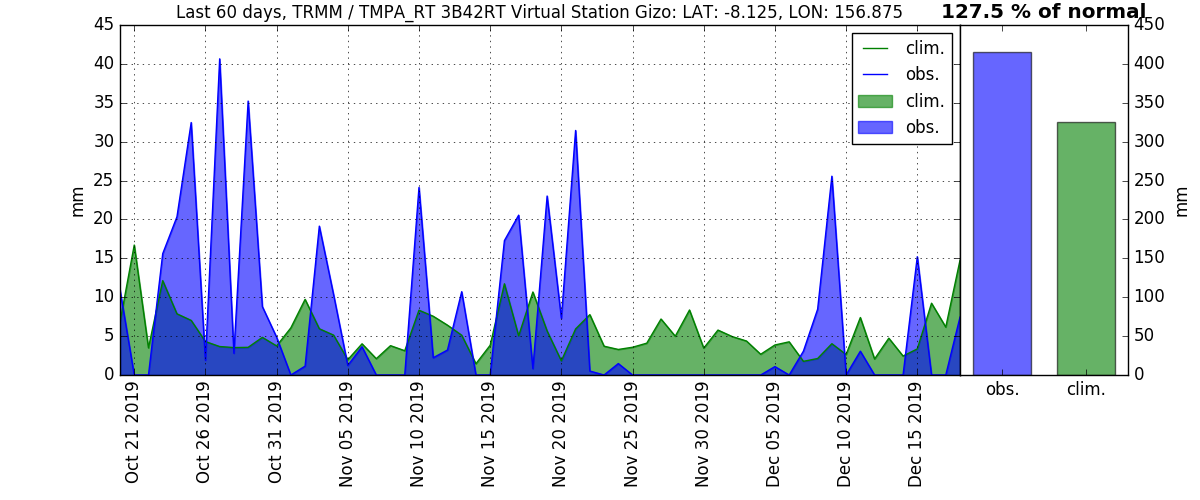 Last 60 days, TRMM / TMPA_RT 3B42RT Virtual Station Gizo: LAT: -8.125, LON: 156.875
127.5 % of normal
45
40
35
30
25
20
15
10
5
0
mm
clim.
obs.
clim.
obs.
450
400
350
300
250
200
150
100
50
0
mm
obs.
clim.
Oct 21 2019
Oct 26 2019
Oct 31 2019
Nov 05 2019
Nov 10 2019
Nov 15 2019
Nov 20 2019
Nov 25 2019
Nov 30 2019
Dec 05 2019
Dec 10 2019
Dec 15 2019